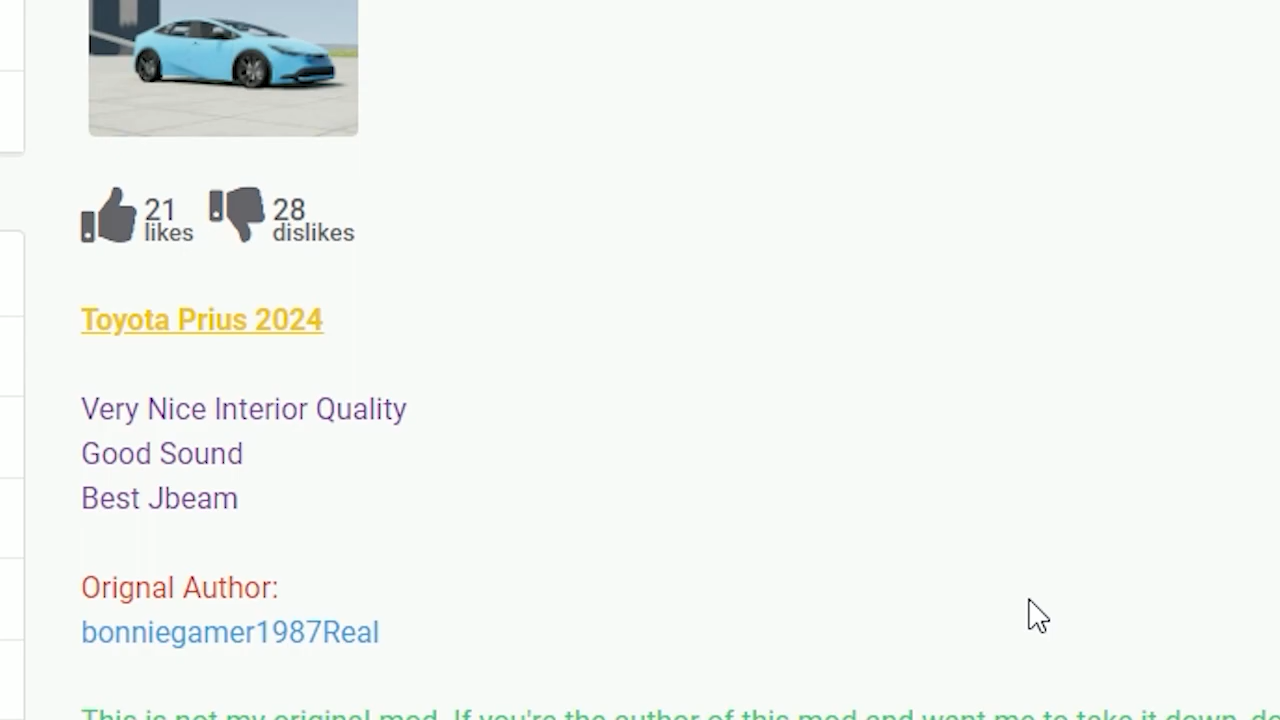 21
likes
28
dislikes
Toyota Prius 2024
Very Nice Interior Quality
Good Sound
Best Jbeam
Orignal Author:
bonniegamer1987Real
This is not my original mod. If you're the author of this mod and want me to take it down, do